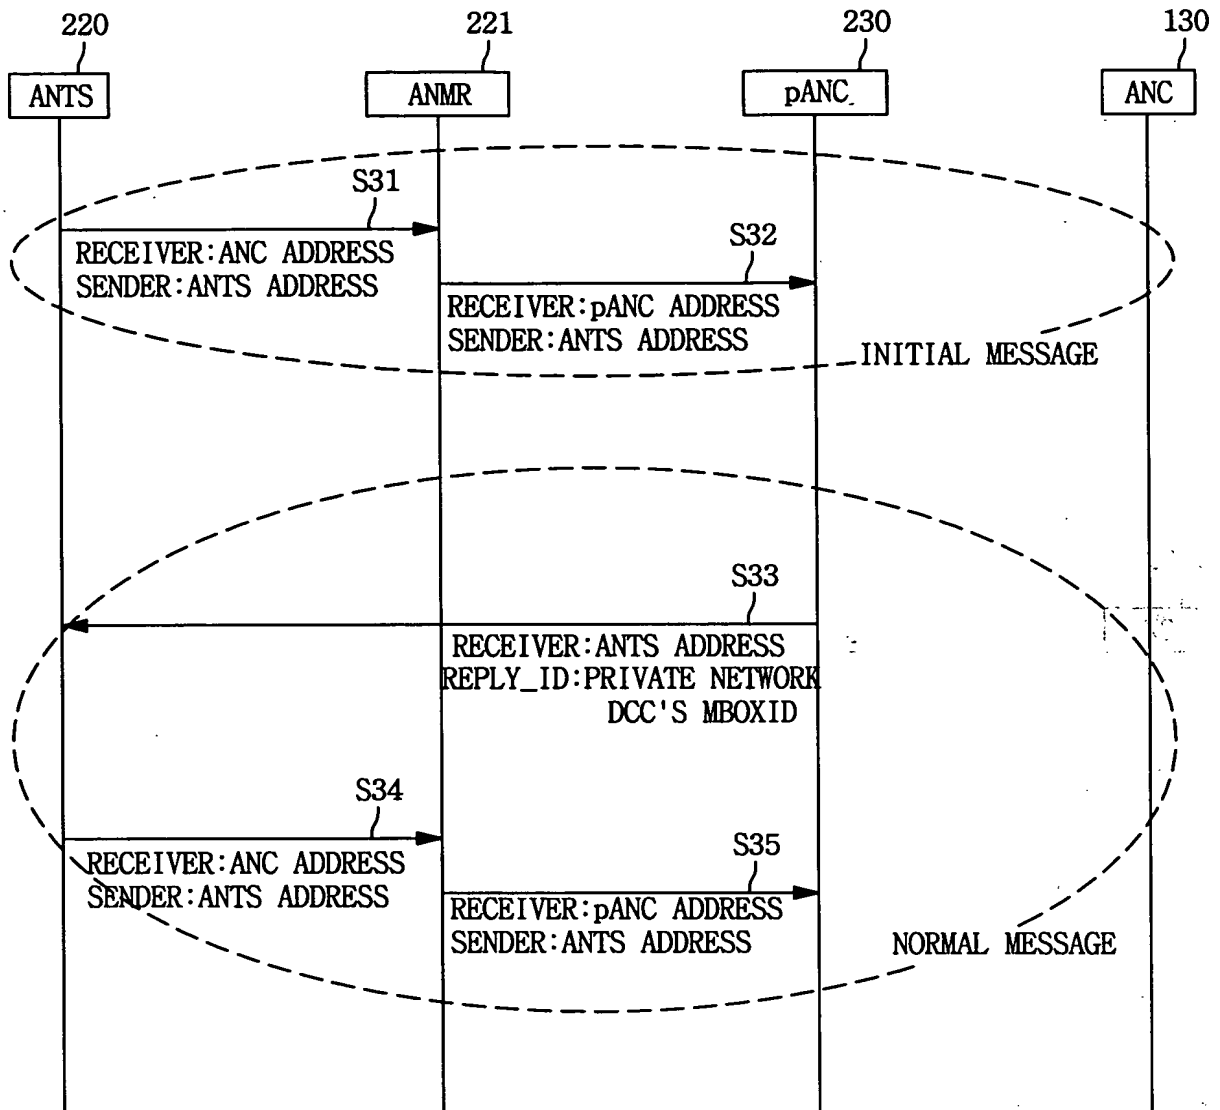 220
221
230
130
ANTS
ANMR
pANC
ANC
S31
RECEIVER:ANC ADDRESS
SENDER:ANTS ADDRESS
S32
RECEIVER:pANC ADDRESS
SENDER:ANTS ADDRESS
INITIAL MESSAGE
S33
RECEIVER:ANTS ADDRESS
REPLY_ID:PRIVATE NETWORK
DCC'S MBOXID
S34
RECEIVER:ANC ADDRESS
SENDER:ANTS ADDRESS
S35
RECEIVER:pANC ADDRESS
SENDER:ANTS ADDRESS
NORMAL MESSAGE